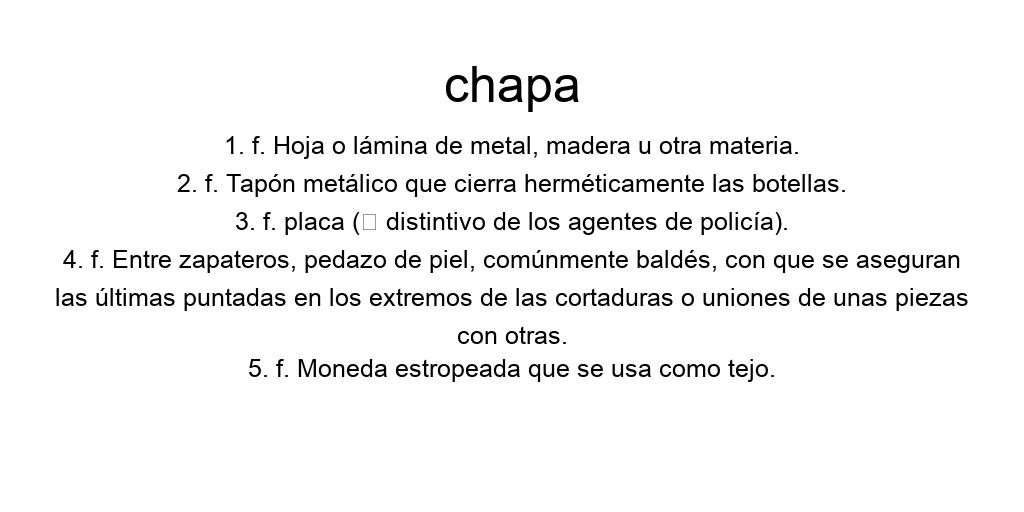 chapa
1. f. Hoja o lámina de metal, madera u otra materia.
2. f. Tapón metálico que cierra herméticamente las botellas.
3. f. placa (□ distintivo de los agentes de policía).
4. f. Entre zapateros, pedazo de piel, comúnmente baldés, con que se aseguran
las últimas puntadas en los extremos de las cortaduras o uniones de unas piezas
con otras.
5. f. Moneda estropeada que se usa como tejo.